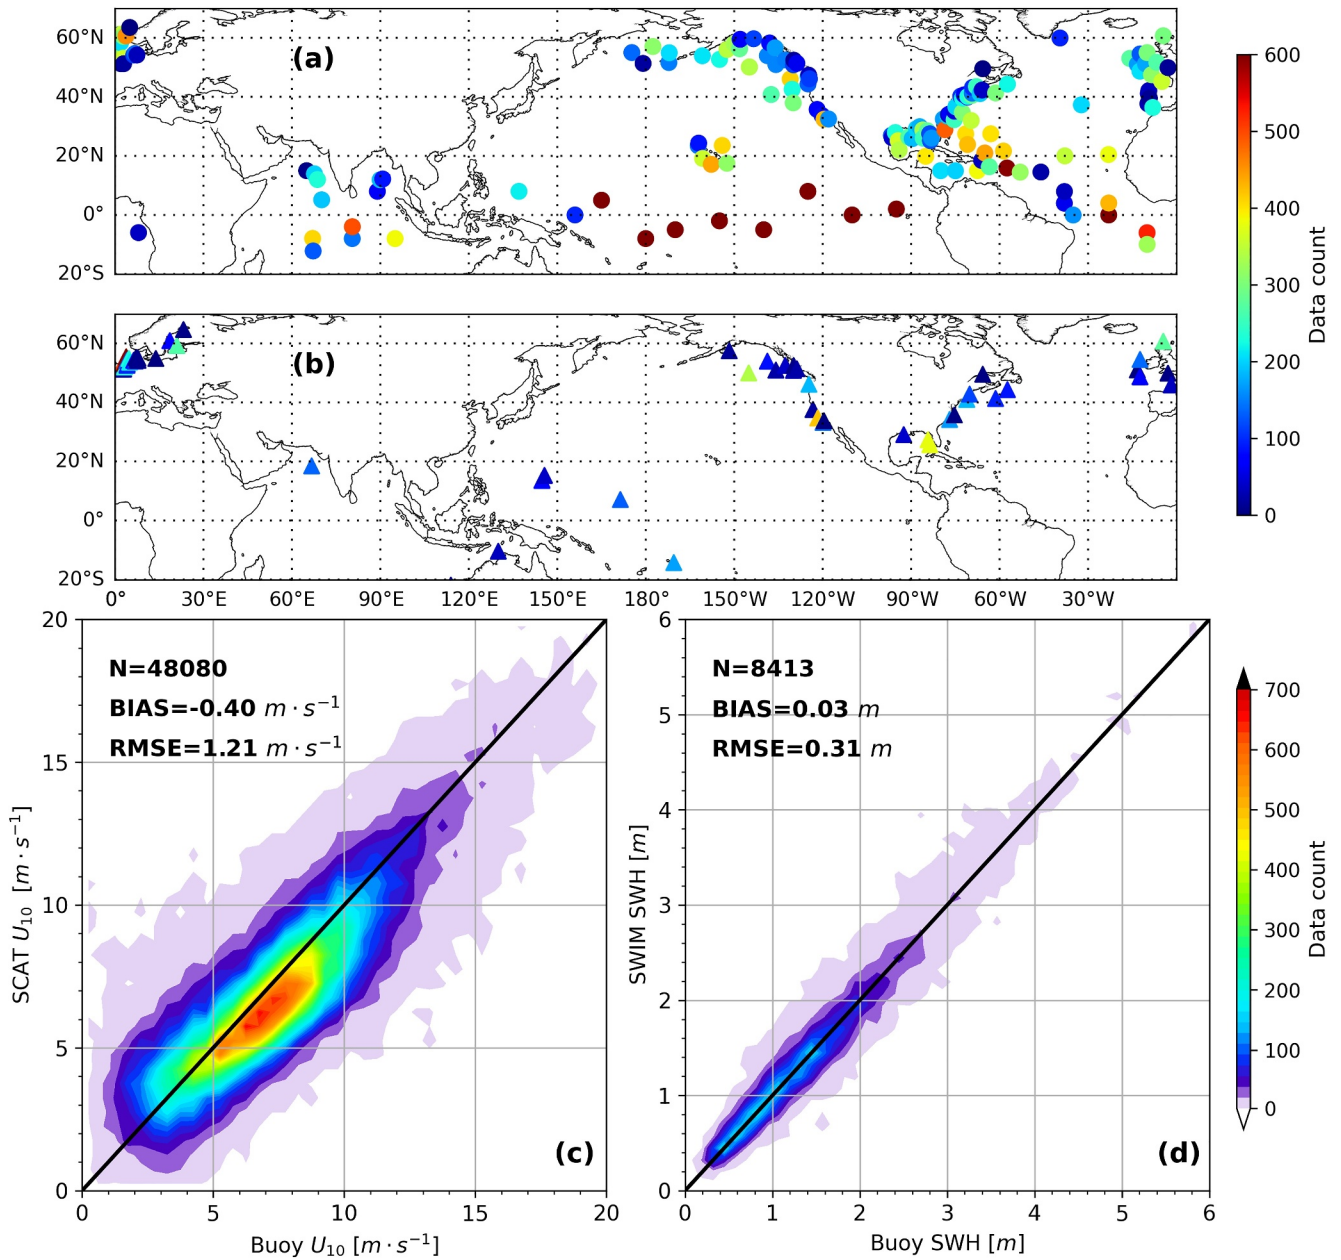 60°N
40°N
20°N
0°
20°S
(a)
60°N
40°N
20°N
0°
20°S
(b)
0° 30°E 60°E 90°E 120°E 150°E 180° 150°W 120°W 90°W 60°W 30°W
600
500
400
300
200
100
0
Data count
20
15
10
5
0
SCAT U₁₀ [m · s⁻¹]
N=48080
BIAS=-0.40 m · s⁻¹
RMSE=1.21 m · s⁻¹
(c)
0 5 10 15 20
Buoy U₁₀ [m · s⁻¹]
6
5
4
3
2
1
0
SWIM SWH [m]
N=8413
BIAS=0.03 m
RMSE=0.31 m
(d)
0 1 2 3 4 5 6
Buoy SWH [m]
700
600
500
400
300
200
100
0
Data count